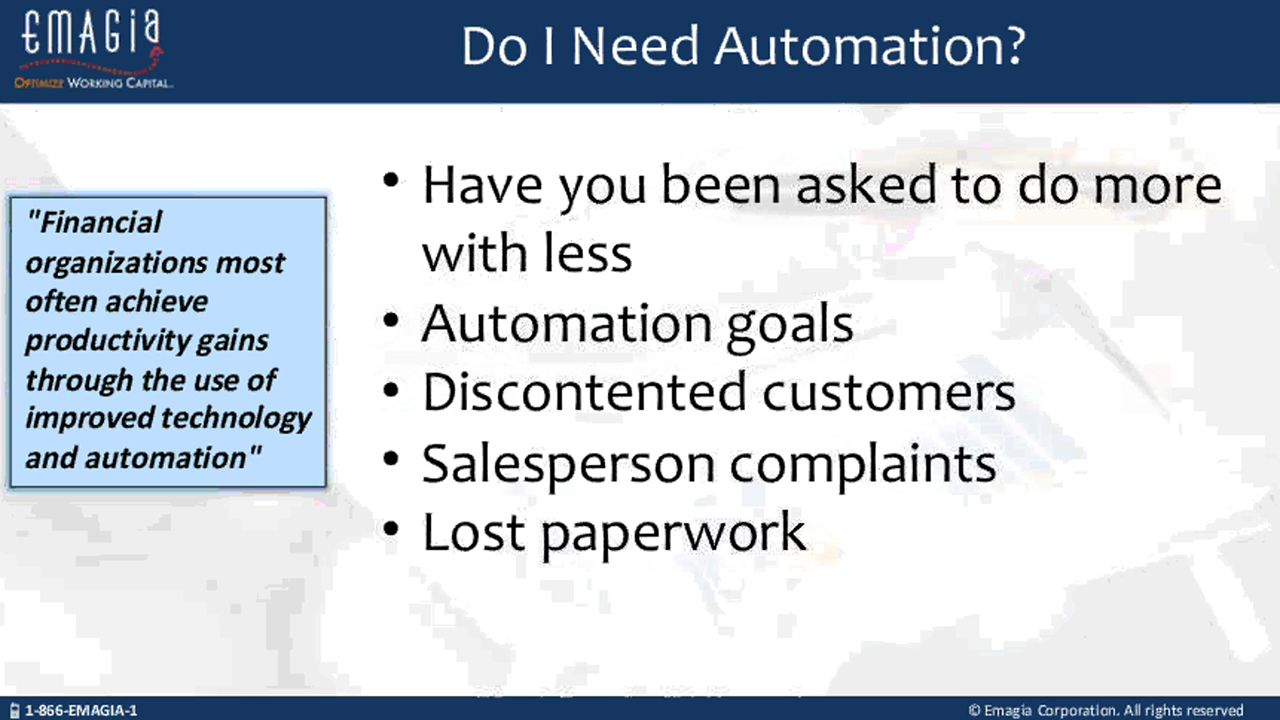 EMAGIA
OPTIMIZE WORKING CAPITAL.
Do I Need Automation?
"Financial
organizations most
often achieve
productivity gains
through the use of
improved technology
and automation"
• Have you been asked to do more
with less
• Automation goals
• Discontented customers
• Salesperson complaints
• Lost paperwork
1-866-EMAGIA-1
© Emagia Corporation. All rights reserved